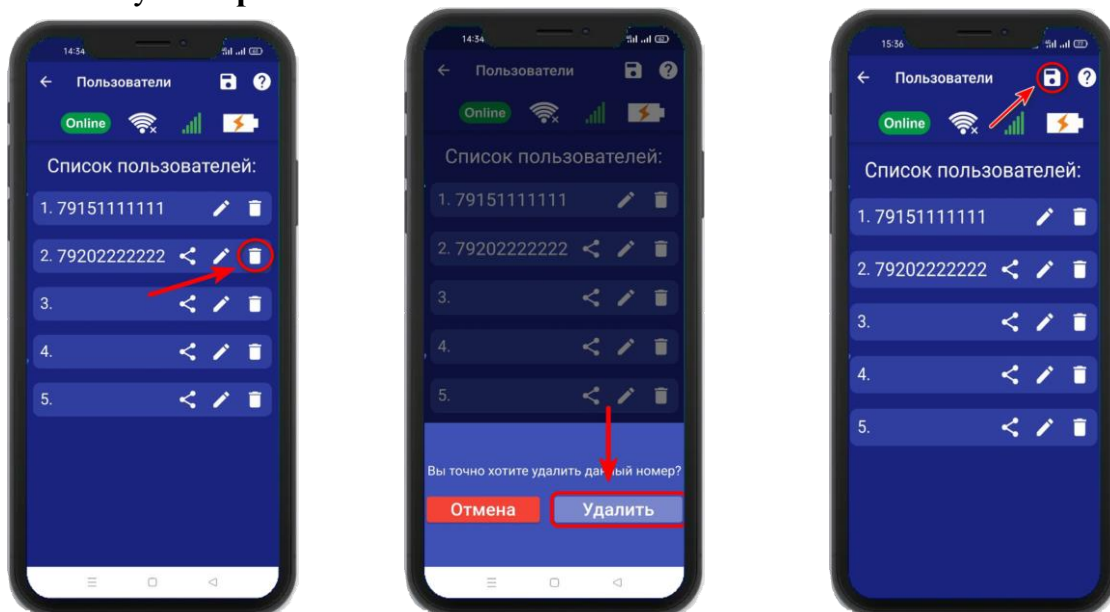 14:34
Пользователи
Online
Список пользователей:
1. 79151111111
2. 79202222222
3.
4.
5.
14:34
Пользователи
Online
Список пользователей:
1. 79151111111
2. 79202222222
3.
4.
5.
Вы точно хотите удалить данный номер?
Отмена Удалить
15:36
Пользователи
Online
Список пользователей:
1. 79151111111
2. 79202222222
3.
4.
5.